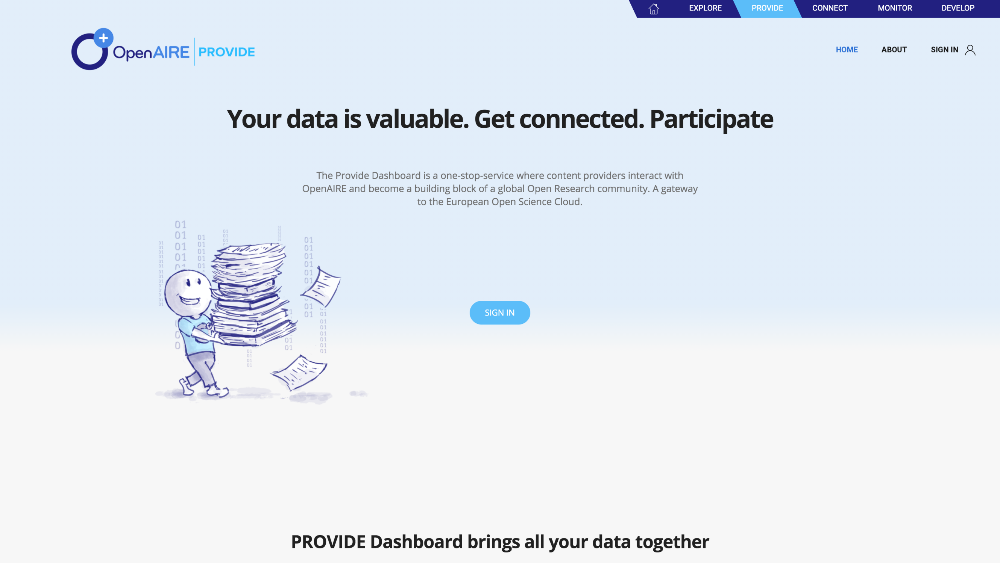 EXPLORE PROVIDE CONNECT MONITOR DEVELOP
OpenAIRE PROVIDE
HOME ABOUT SIGN IN
Your data is valuable. Get connected. Participate
The Provide Dashboard is a one-stop-service where content providers interact with
OpenAIRE and become a building block of a global Open Research community. A gateway
to the European Open Science Cloud.
SIGN IN
PROVIDE Dashboard brings all your data together